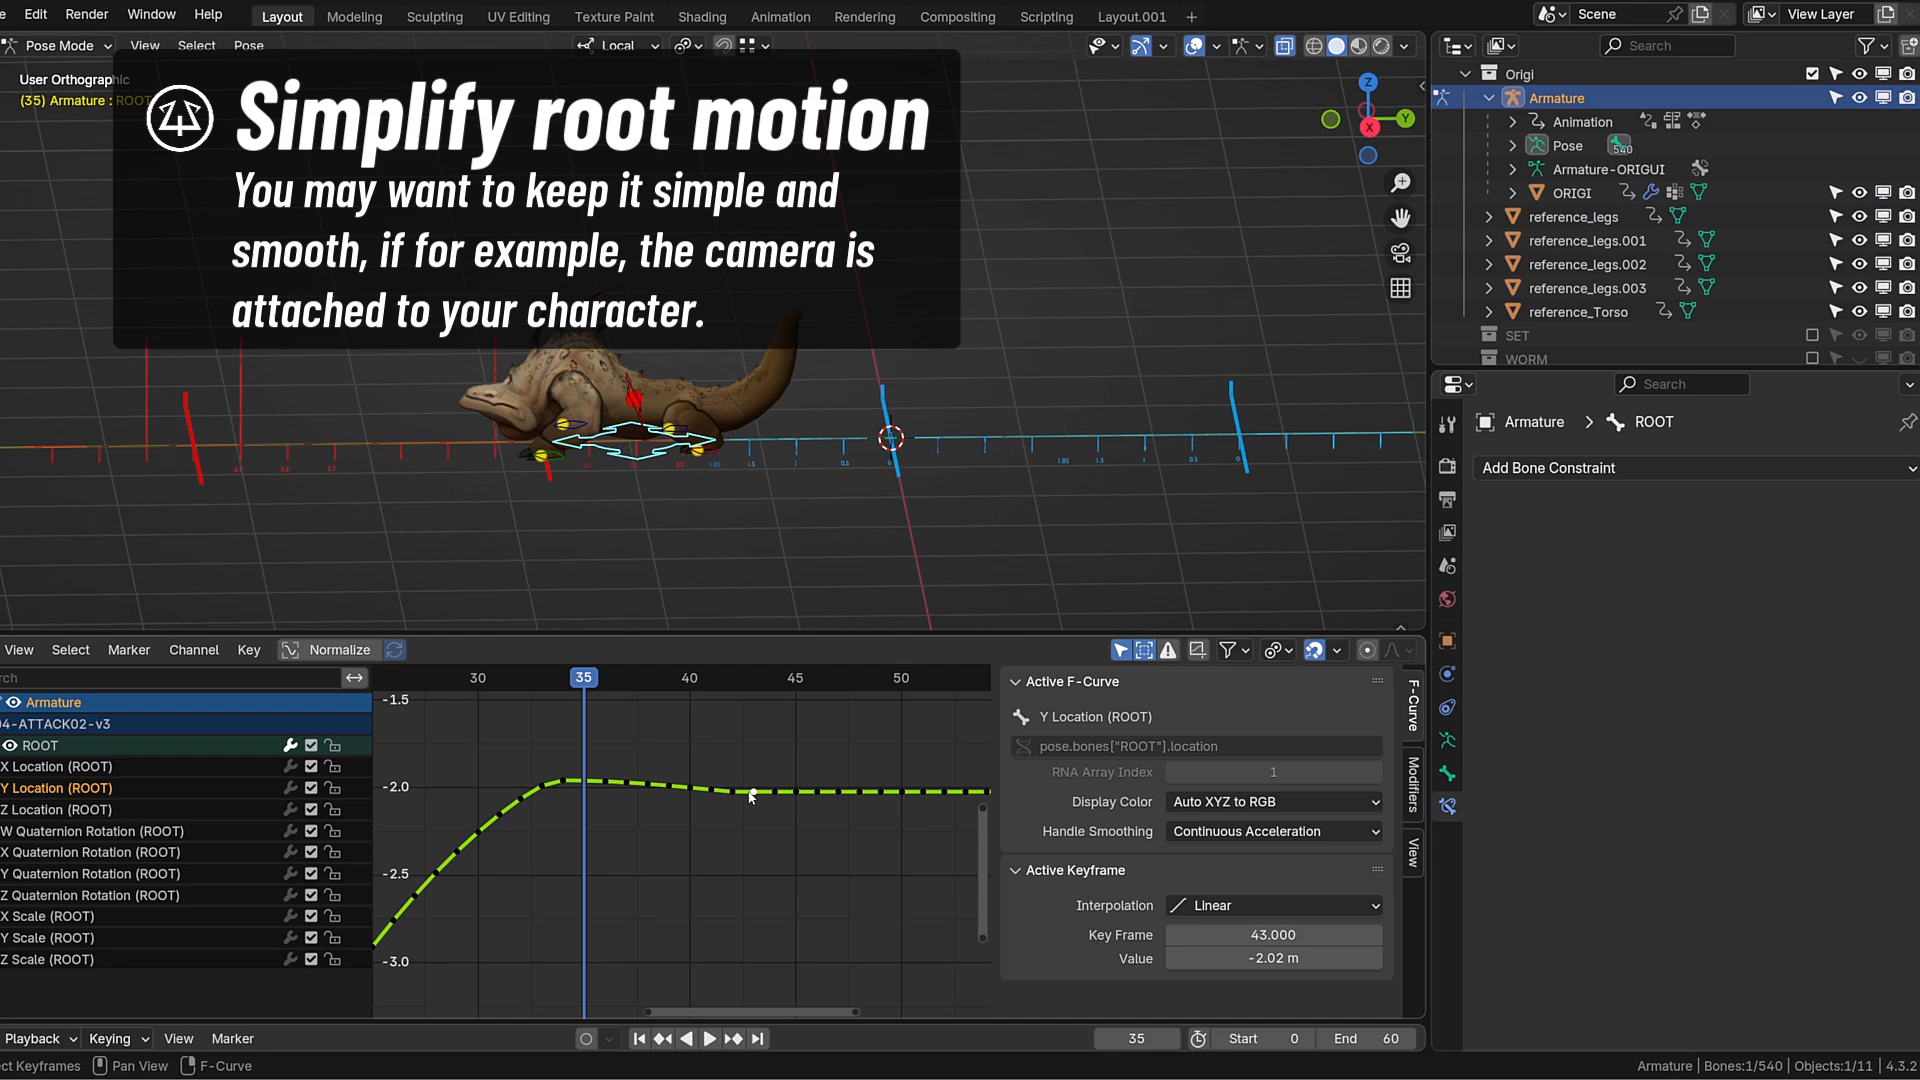 Edit Render Window Help Layout Modeling Sculpting UV Editing Texture Paint Shading Animation Rendering Compositing Scripting Layout.001 + Scene View Layer
Pose Mode View Select Pose Local Search
User Orthographic
(35) Armature : ROOT
Simplify root motion
You may want to keep it simple and
smooth, if for example, the camera is
attached to your character.
Z
Y
X
Origi
Armature
Animation
Pose 540
Armature-ORIGUI
ORIGI
reference_legs
reference_legs.001
reference_legs.002
reference_legs.003
reference_Torso
SET
WORM
Search
Armature > ROOT
Add Bone Constraint
View Select Marker Channel Key Normalize
rch
30 35 40 45 50
Armature
04-ATTACK02-v3
ROOT
X Location (ROOT)
Y Location (ROOT)
Z Location (ROOT)
W Quaternion Rotation (ROOT)
X Quaternion Rotation (ROOT)
Y Quaternion Rotation (ROOT)
Z Quaternion Rotation (ROOT)
X Scale (ROOT)
Y Scale (ROOT)
Z Scale (ROOT)
-1.5
-2.0
-2.5
-3.0
Active F-Curve
Y Location (ROOT)
pose.bones["ROOT"].location
RNA Array Index 1
Display Color Auto XYZ to RGB
Handle Smoothing Continuous Acceleration
Active Keyframe
Interpolation Linear
Key Frame 43.000
Value -2.02 m
F-Curve
Modifiers
View
Playback Keying View Marker 35 Start 0 End 60
ect Keyframes Pan View F-Curve Armature | Bones:1/540 | Objects:1/11 | 4.3.2